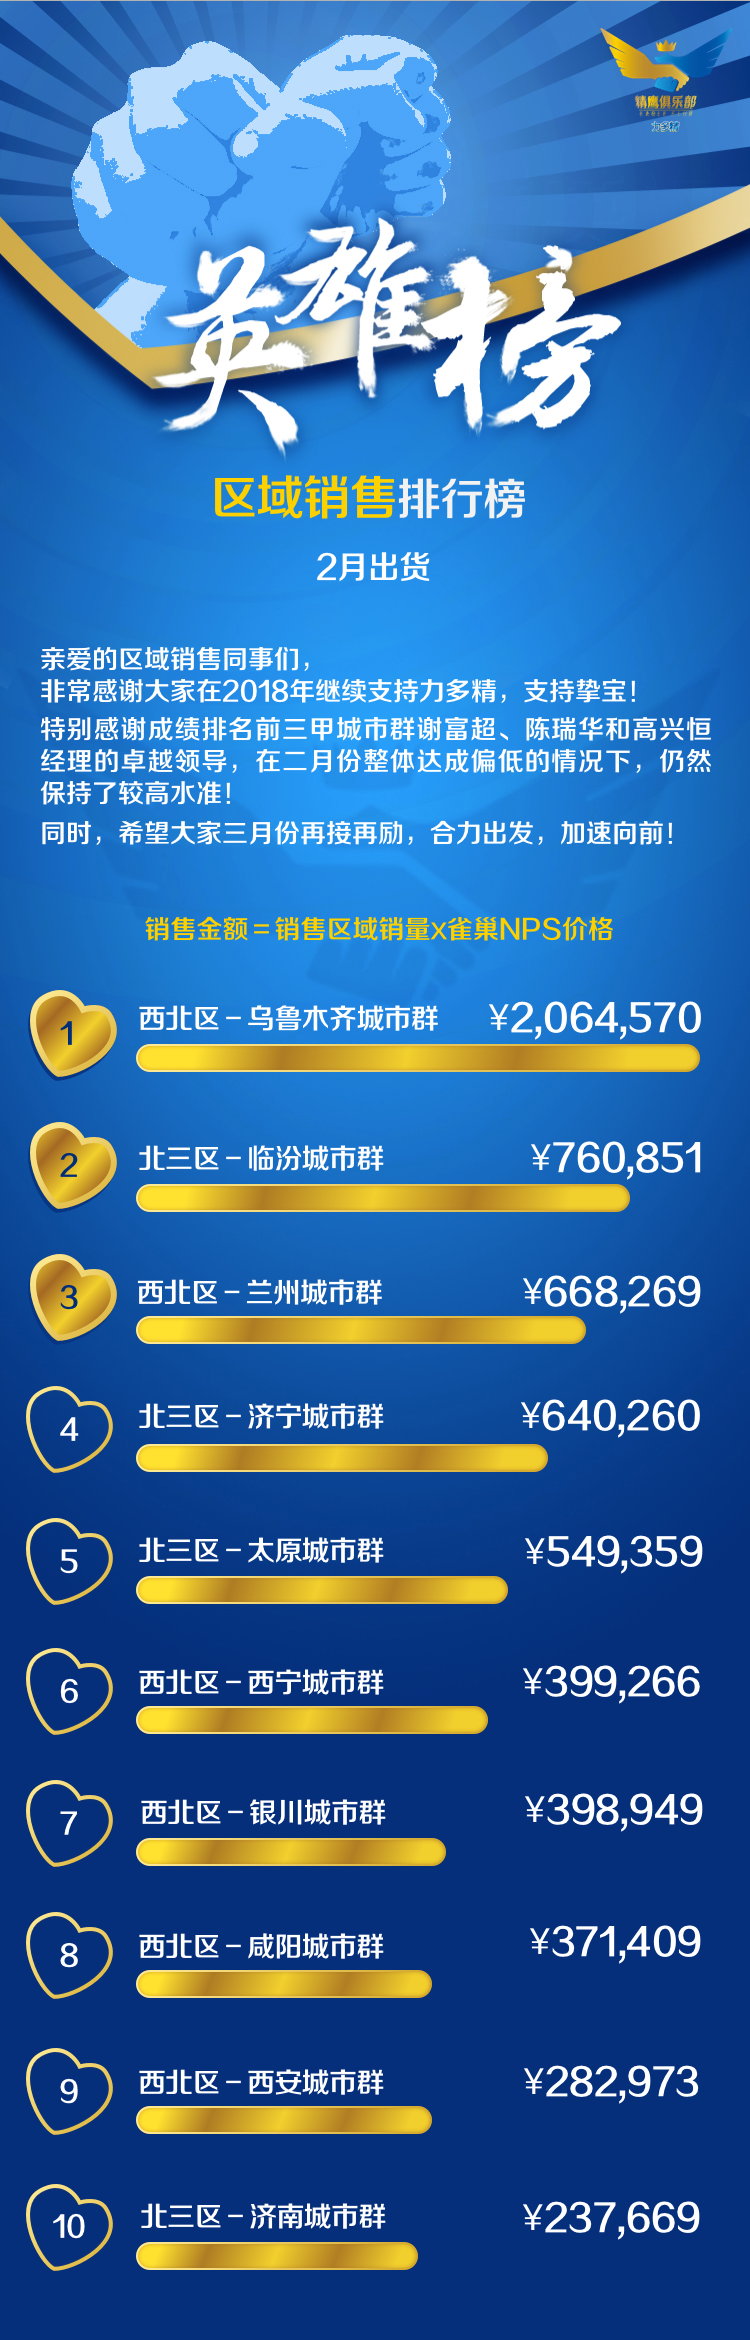 精鹰俱乐部
EAGLE CLUB
力多精
英雄榜
区域销售排行榜
2月出货
亲爱的区域销售同事们，
非常感谢大家在2018年继续支持力多精，支持挚宝！
特别感谢成绩排名前三甲城市群谢富超、陈瑞华和高兴恒
经理的卓越领导，在二月份整体达成偏低的情况下，仍然
保持了较高水准！
同时，希望大家三月份再接再励，合力出发，加速向前！
销售金额＝销售区域销量x雀巢NPS价格
1 西北区－乌鲁木齐城市群 ¥2,064,570
2 北三区－临汾城市群 ¥760,851
3 西北区－兰州城市群 ¥668,269
4 北三区－济宁城市群 ¥640,260
5 北三区－太原城市群 ¥549,359
6 西北区－西宁城市群 ¥399,266
7 西北区－银川城市群 ¥398,949
8 西北区－咸阳城市群 ¥371,409
9 西北区－西安城市群 ¥282,973
10 北三区－济南城市群 ¥237,669